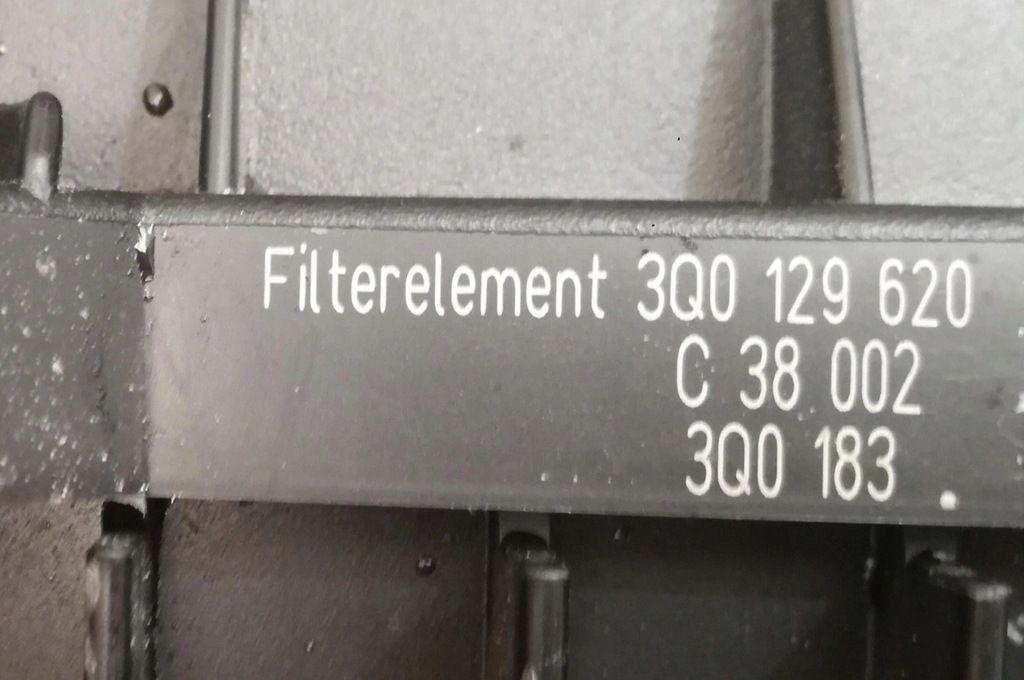 Filterelement 3Q0 129 620
C 38 002
3Q0 183 .